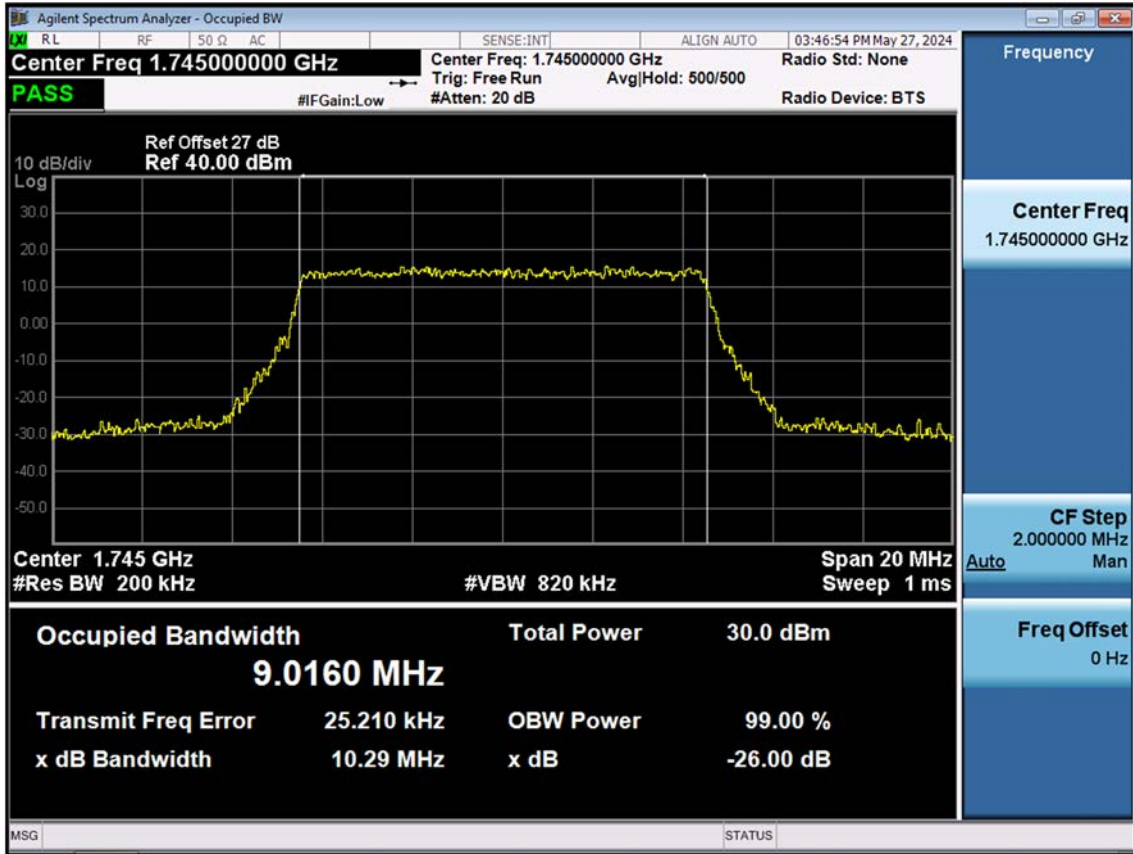 Agilent Spectrum Analyzer - Occupied BW
LXI RL RF 50 Ω AC SENSE:INT ALIGN AUTO 03:46:54 PM May 27, 2024
Center Freq 1.745000000 GHz
Center Freq: 1.745000000 GHz
Radio Std: None
Trig: Free Run Avg|Hold: 500/500
PASS
#IFGain:Low
#Atten: 20 dB
Radio Device: BTS
Ref Offset 27 dB
10 dB/div Ref 40.00 dBm
Log
30.0
20.0
10.0
0.00
-10.0
-20.0
-30.0
-40.0
-50.0
Center 1.745 GHz Span 20 MHz
#Res BW 200 kHz #VBW 820 kHz Sweep 1 ms
Occupied Bandwidth Total Power 30.0 dBm
9.0160 MHz
Transmit Freq Error 25.210 kHz OBW Power 99.00 %
x dB Bandwidth 10.29 MHz x dB -26.00 dB
MSG STATUS
Frequency
Center Freq
1.745000000 GHz
CF Step
2.000000 MHz
Auto Man
Freq Offset
0 Hz